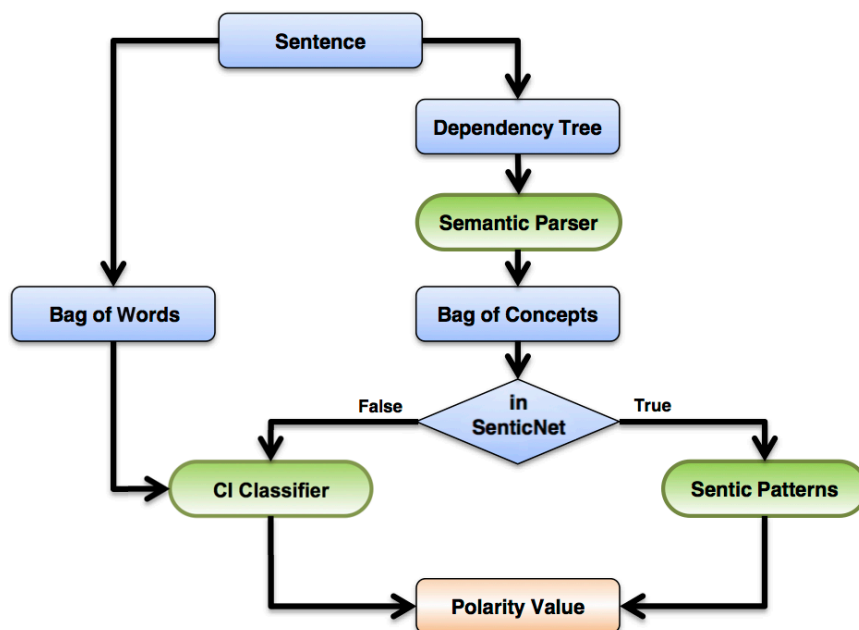 Sentence
Dependency Tree
Semantic Parser
Bag of Words
Bag of Concepts
in
SenticNet
False
True
CI Classifier
Sentic Patterns
Polarity Value